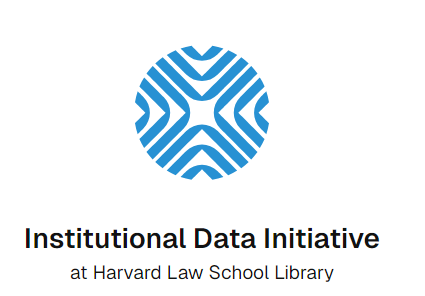 Institutional Data Initiative
at Harvard Law School Library